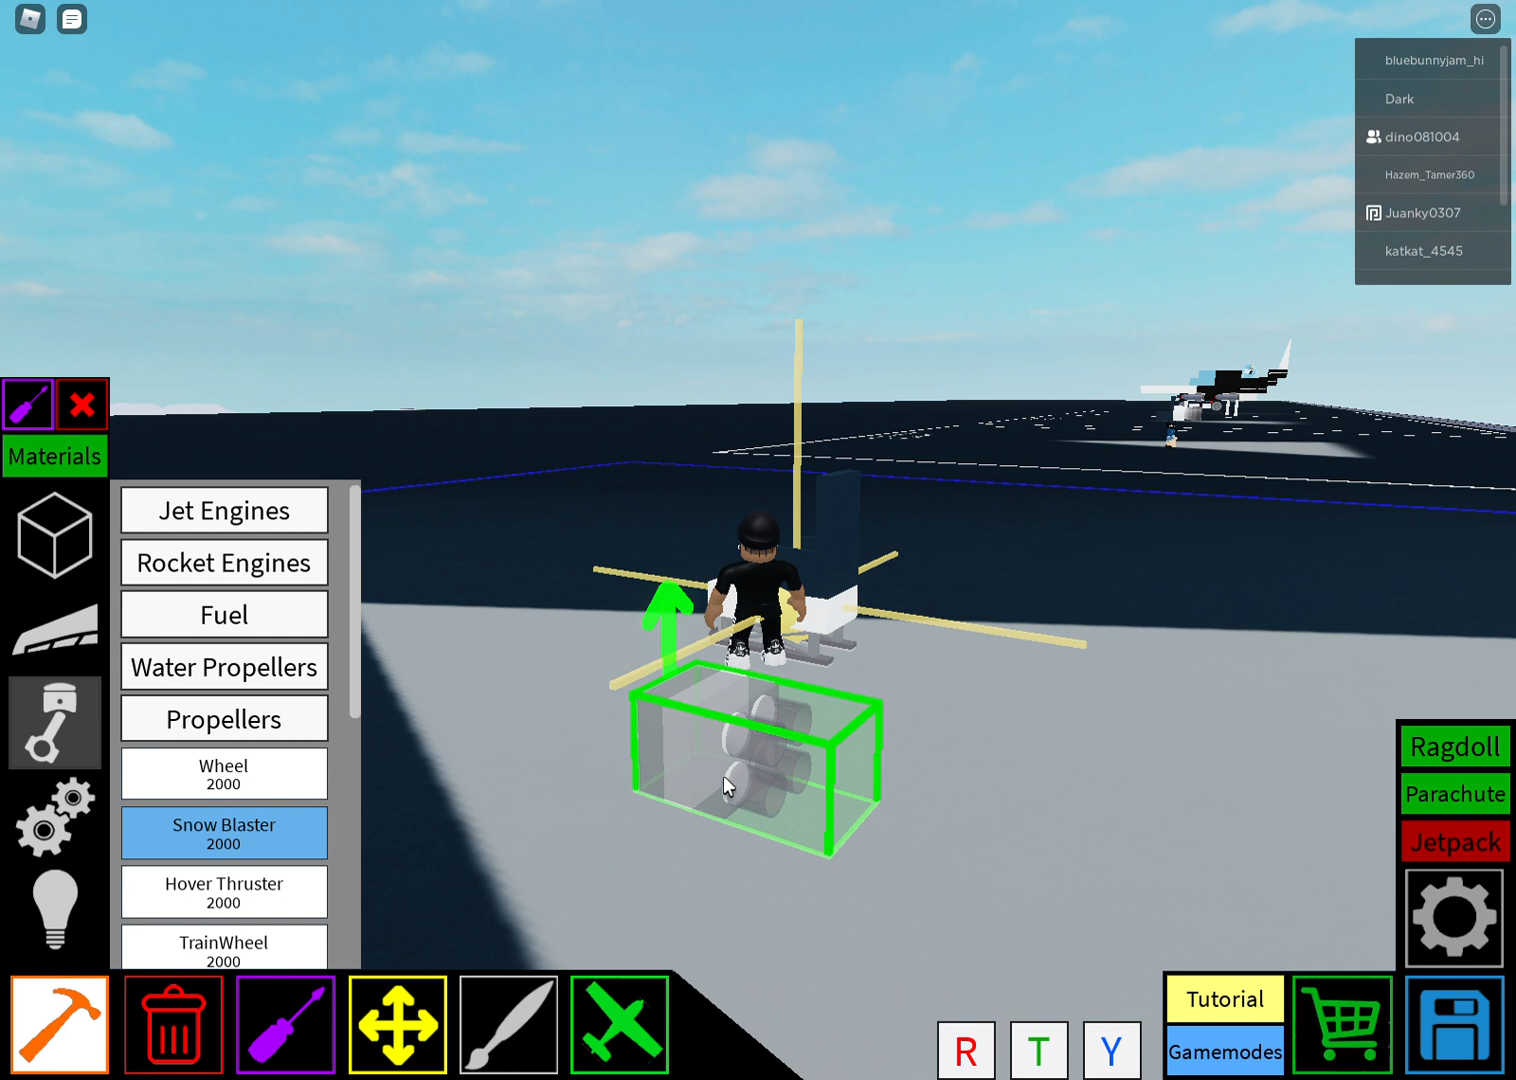 bluebunnyjam_hi
Dark
dino081004
Hazem_Tamer360
Juanky0307
katkat_4545
Materials
Jet Engines
Rocket Engines
Fuel
Water Propellers
Propellers
Wheel
2000
Snow Blaster
2000
Hover Thruster
2000
TrainWheel
2000
Ragdoll
Parachute
Jetpack
Tutorial
Gamemodes
R T Y